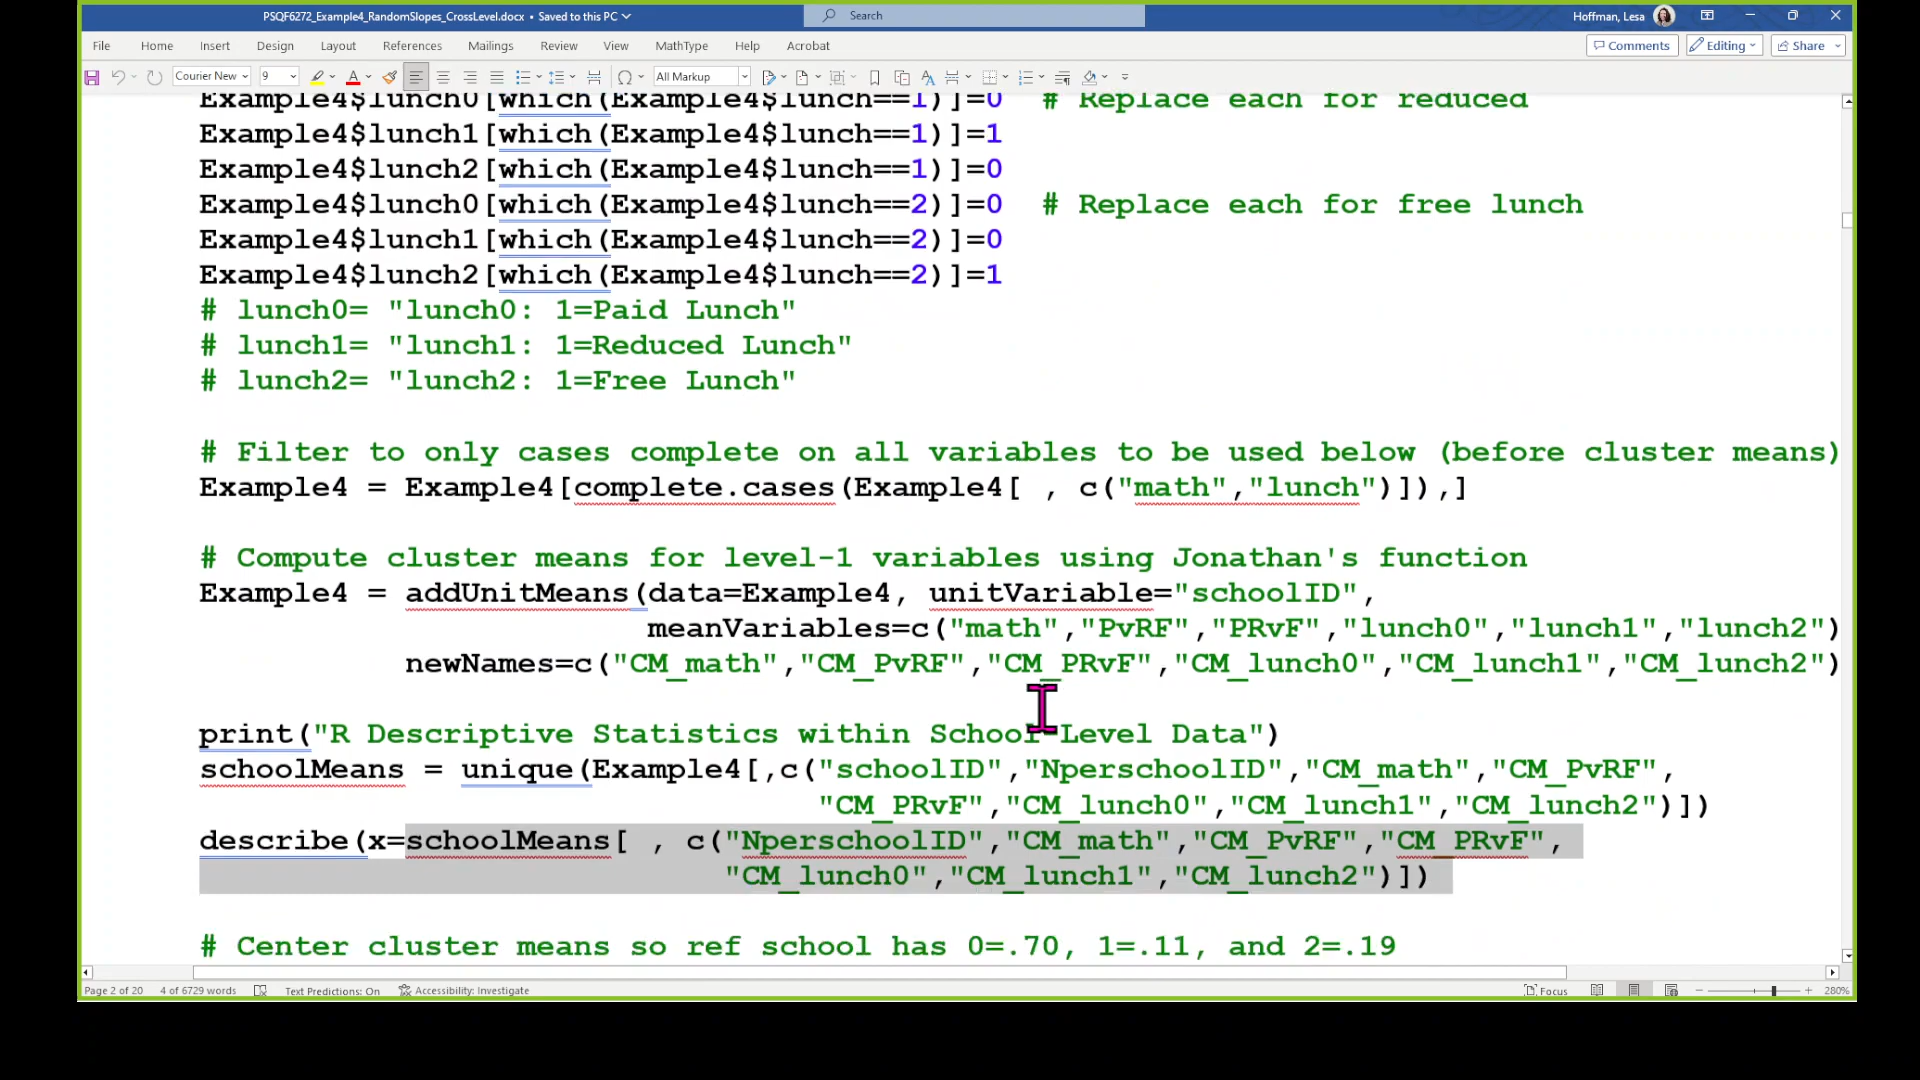 PSQF6272_Example4_RandomSlopes_CrossLevel.docx • Saved to this PC
Search
Hoffman, Lesa
File Home Insert Design Layout References Mailings Review View MathType Help Acrobat
Comments Editing Share
Courier New 9 All Markup
Example4$lunch0[which(Example4$lunch==1)]=0 # Replace each for reduced
Example4$lunch1[which(Example4$lunch==1)]=1
Example4$lunch2[which(Example4$lunch==1)]=0
Example4$lunch0[which(Example4$lunch==2)]=0 # Replace each for free lunch
Example4$lunch1[which(Example4$lunch==2)]=0
Example4$lunch2[which(Example4$lunch==2)]=1
# lunch0= "lunch0: 1=Paid Lunch"
# lunch1= "lunch1: 1=Reduced Lunch"
# lunch2= "lunch2: 1=Free Lunch"
# Filter to only cases complete on all variables to be used below (before cluster means)
Example4 = Example4[complete.cases(Example4[ , c("math","lunch")]),]
# Compute cluster means for level-1 variables using Jonathan's function
Example4 = addUnitMeans(data=Example4, unitVariable="schoolID",
meanVariables=c("math","PvRF","PRvF","lunch0","lunch1","lunch2")
newNames=c("CM_math","CM_PvRF","CM_PRvF","CM_lunch0","CM_lunch1","CM_lunch2")
print("R Descriptive Statistics within School Level Data")
schoolMeans = unique(Example4[,c("schoolID","NperschoolID","CM_math","CM_PvRF",
"CM_PRvF","CM_lunch0","CM_lunch1","CM_lunch2")])
describe(x=schoolMeans[ , c("NperschoolID","CM_math","CM_PvRF","CM_PRvF",
"CM_lunch0","CM_lunch1","CM_lunch2")])
# Center cluster means so ref school has 0=.70, 1=.11, and 2=.19
Page 2 of 20 4 of 6729 words Text Predictions: On Accessibility: Investigate Focus 280%